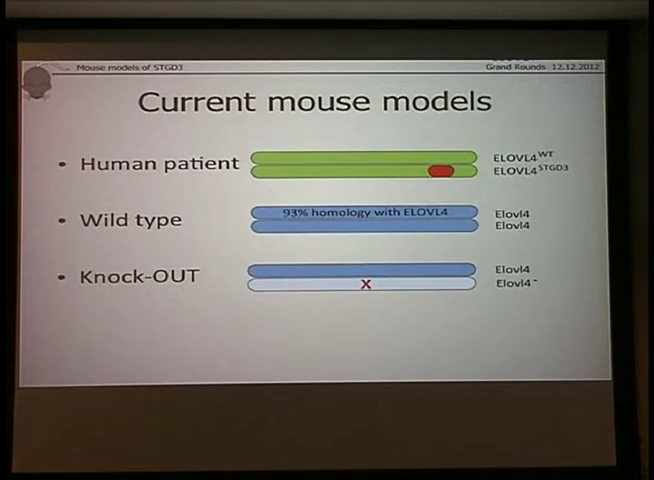 Mouse models of STGD3
Grand Rounds 12.12.2012
Current mouse models
• Human patient
ELOVL4WT
ELOVL4STGD3
• Wild type
93% homology with ELOVL4
Elovl4
Elovl4
• Knock-OUT
X
Elovl4
Elovl4-